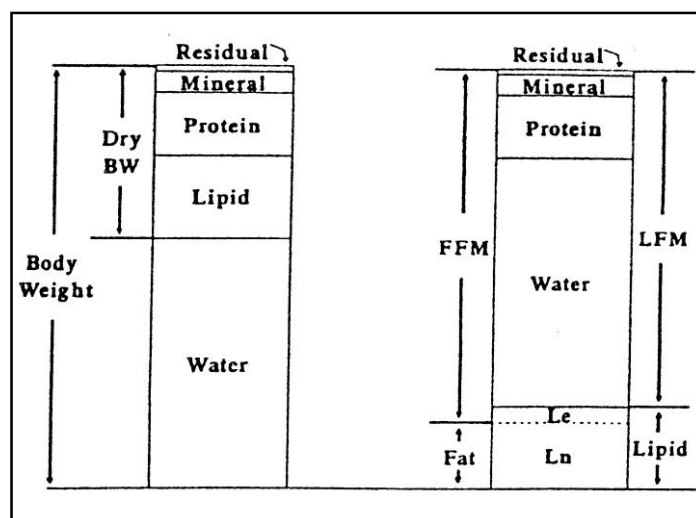 Residual
Mineral
Protein
Dry
BW
Lipid
Body
Weight
Water
Residual
Mineral
Protein
FFM
LFM
Water
Le
Fat
Ln
Lipid